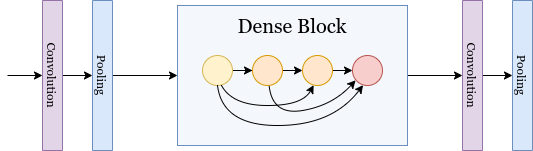 Convolution
Pooling
Dense Block
Convolution
Pooling